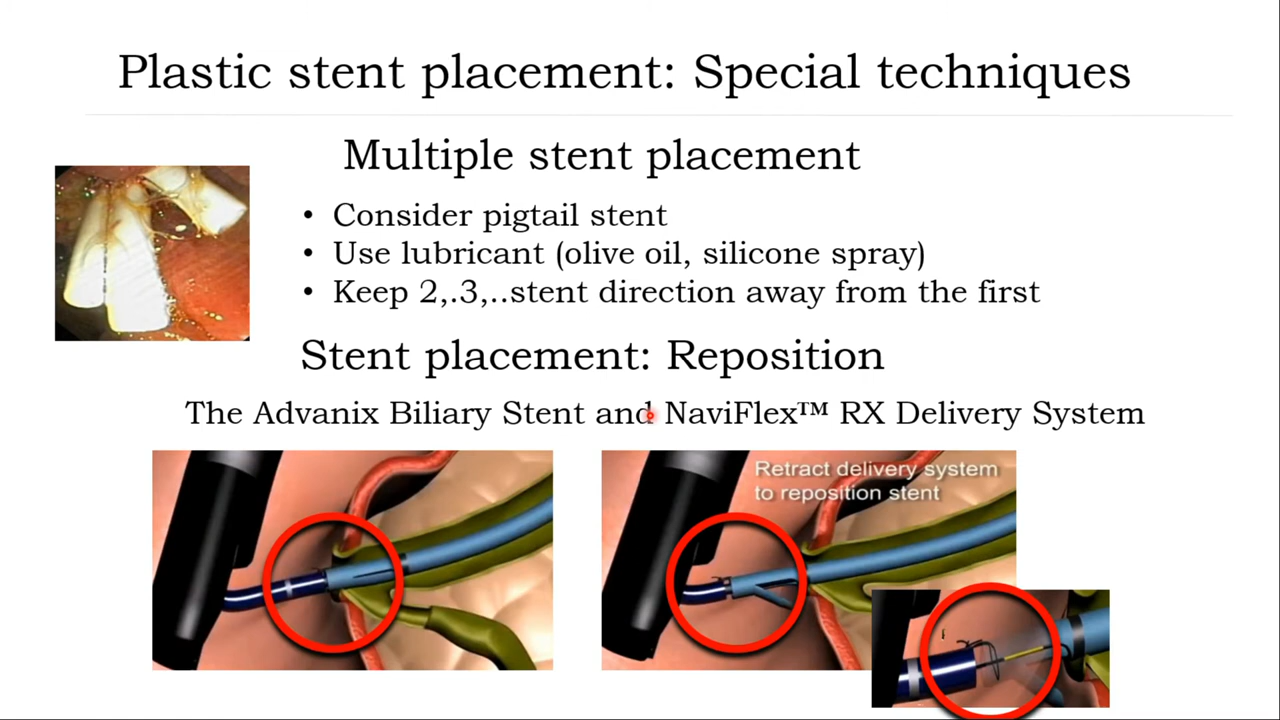 Plastic stent placement: Special techniques
Multiple stent placement
• Consider pigtail stent
• Use lubricant (olive oil, silicone spray)
• Keep 2,.3,..stent direction away from the first
Stent placement: Reposition
The Advanix Biliary Stent and NaviFlex™ RX Delivery System
Retract delivery system
to reposition stent